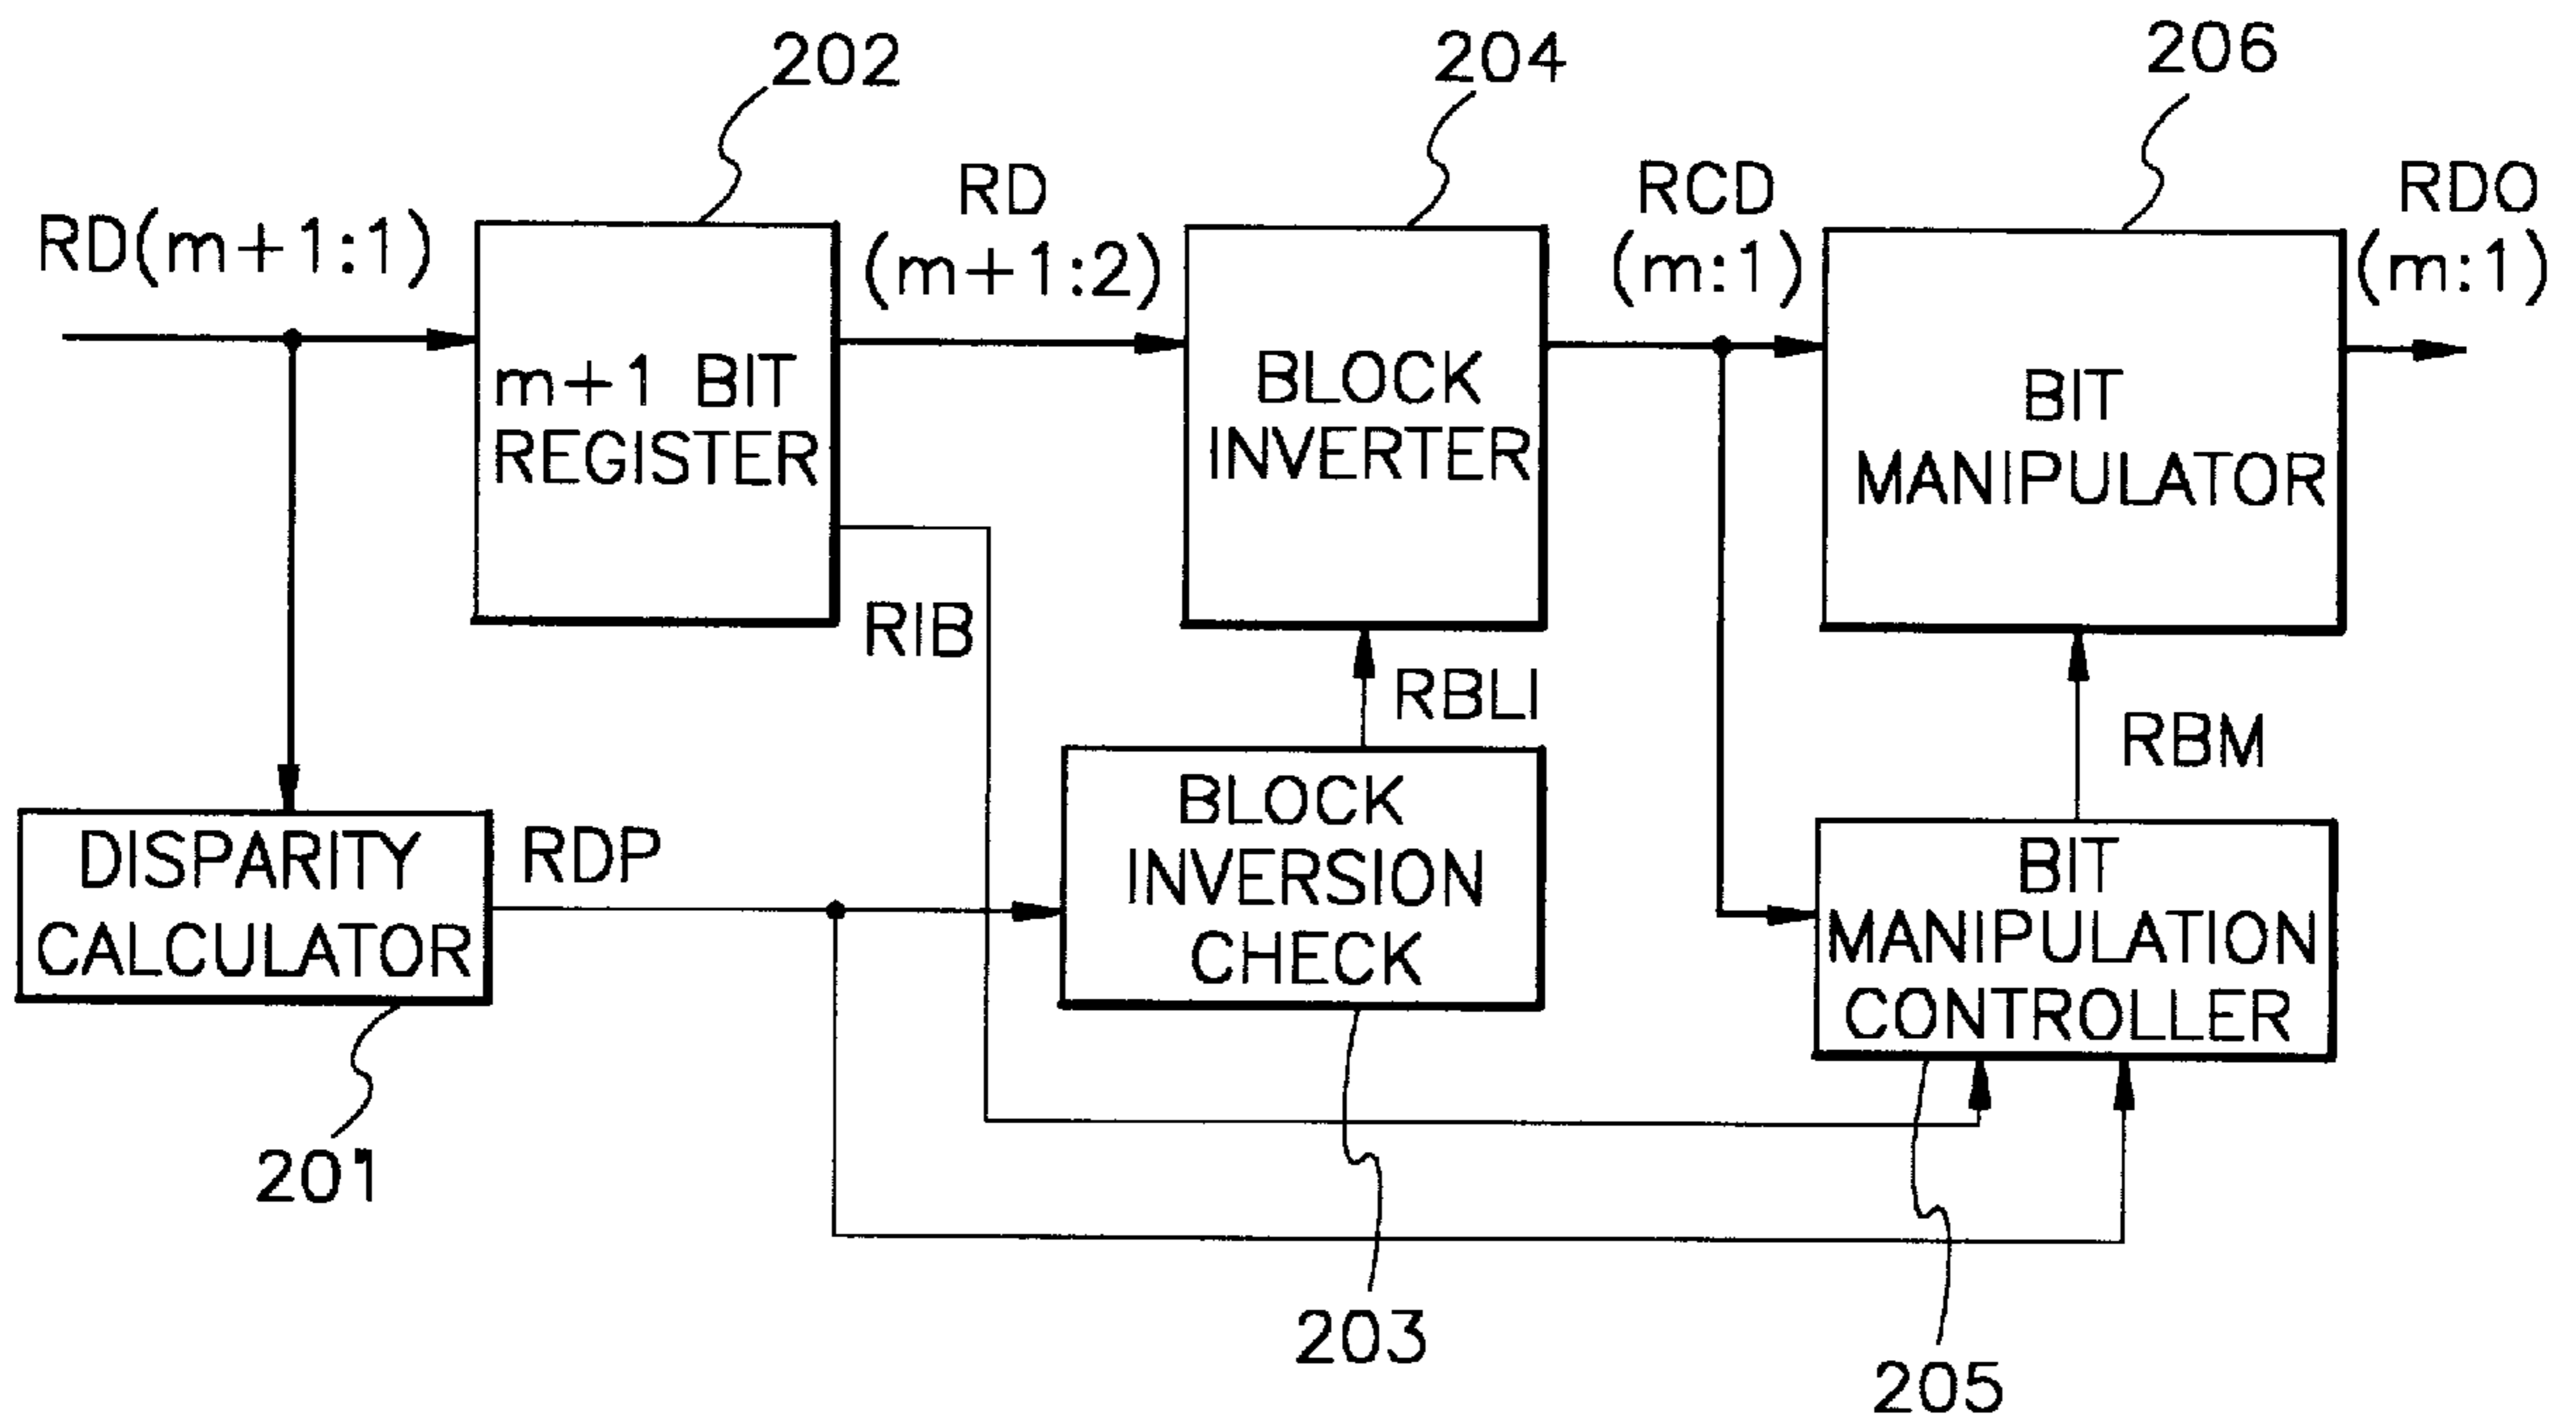 202
204
206
RD(m+1:1)
RD
(m+1:2)
RCD
(m:1)
RDO
(m:1)
m+1 BIT
REGISTER
BLOCK
INVERTER
BIT
MANIPULATOR
RIB
RBLI
RBM
DISPARITY
CALCULATOR
RDP
BLOCK
INVERSION
CHECK
BIT
MANIPULATION
CONTROLLER
201
203
205